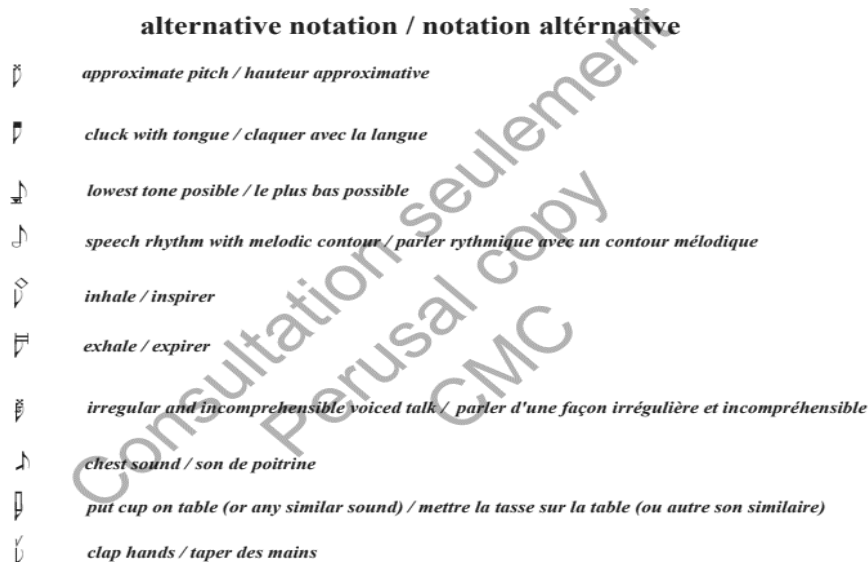 alternative notation / notation altérnative
approximate pitch / hauteur approximative
cluck with tongue / claquer avec la langue
lowest tone posible / le plus bas possible
speech rhythm with melodic contour / parler rythmique avec un contour mélodique
inhale / inspirer
exhale / expirer
irregular and incomprehensible voiced talk / parler d'une façon irrégulière et incompréhensible
chest sound / son de poitrine
put cup on table (or any similar sound) / mettre la tasse sur la table (ou autre son similaire)
clap hands / taper des mains
Consultation seulement
Perusal copy
CMC